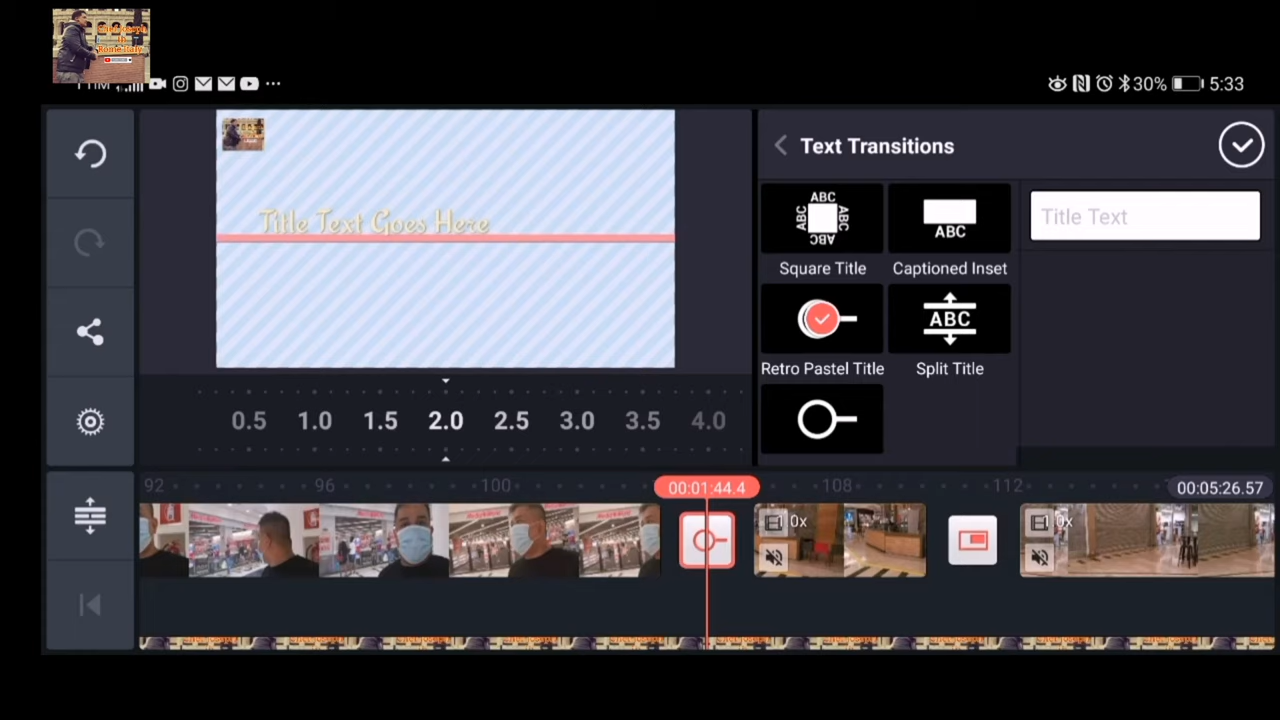 Rome Italy
30% 5:33
Text Transitions
Title Text Goes Here
ABC
ABC
ABC
ABC
ABC
Title Text
Square Title
Captioned Inset
ABC
Retro Pastel Title
Split Title
0.5 1.0 1.5 2.0 2.5 3.0 3.5 4.0
92 96 100 00:01:44.4 108 112 00:05:26.57
0x
0x